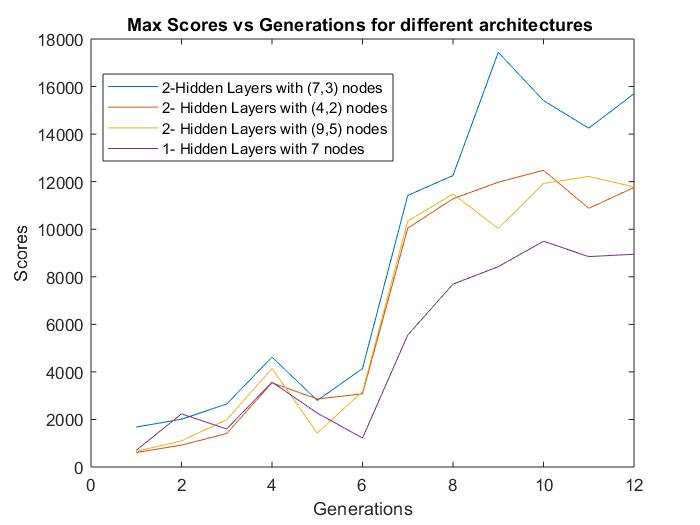 Max Scores vs Generations for different architectures
18000
16000
14000
12000
10000
8000
6000
4000
2000
0
Scores
2-Hidden Layers with (7,3) nodes
2- Hidden Layers with (4,2) nodes
2- Hidden Layers with (9,5) nodes
1- Hidden Layers with 7 nodes
0 2 4 6 8 10 12
Generations